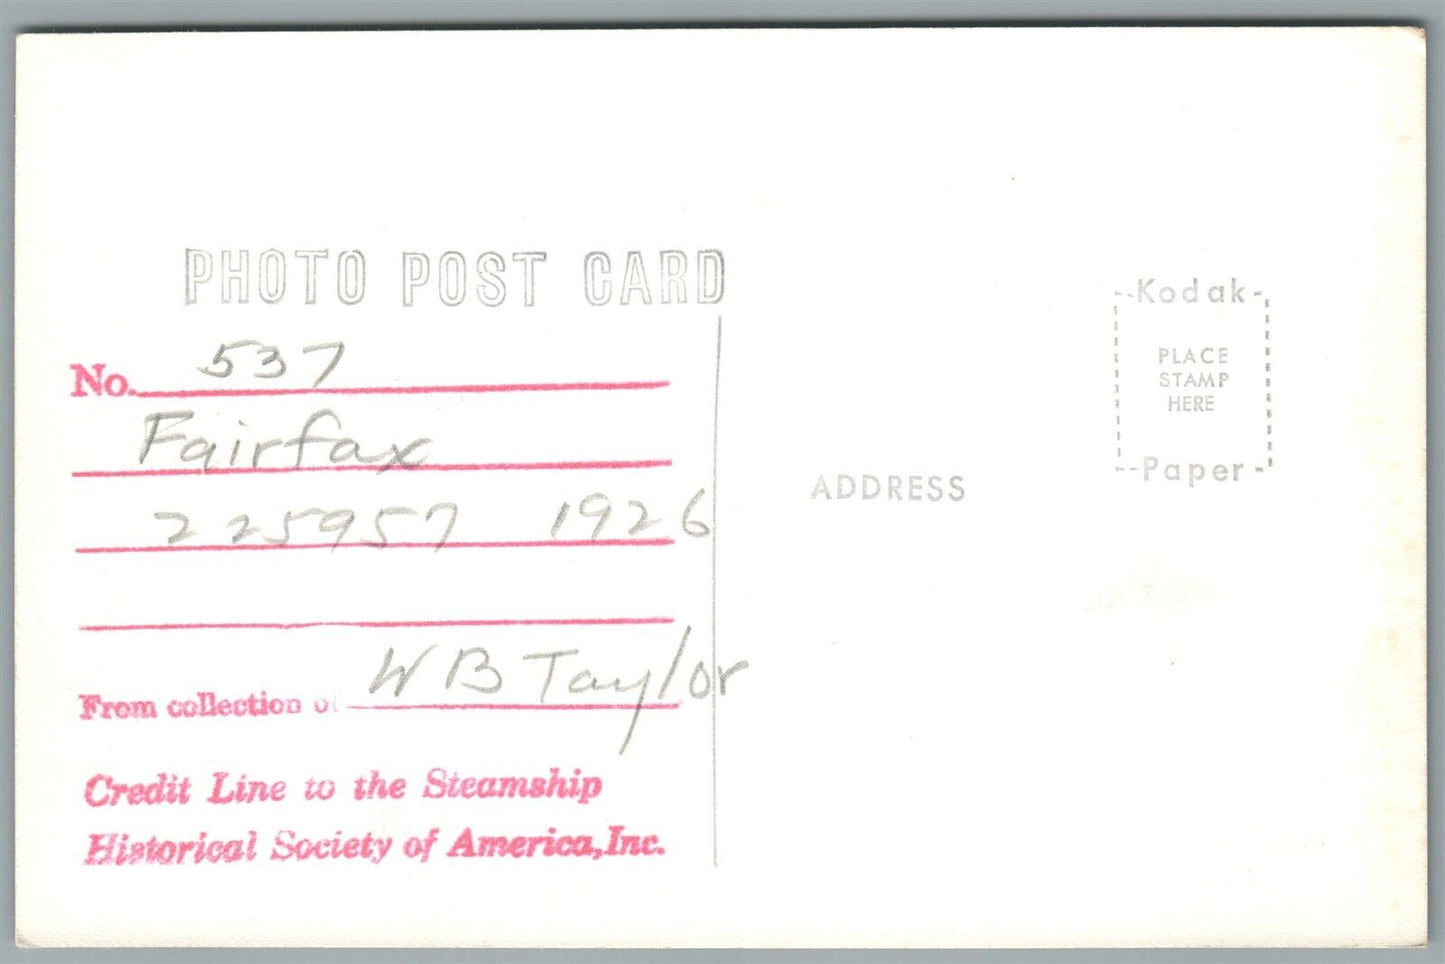 PHOTO POST CARD
No. 537
Fairfax
225957 1926
From collection of W B Taylor
Credit Line to the Steamship
Historical Society of America, Inc.
ADDRESS
Kodak
PLACE
STAMP
HERE
Paper